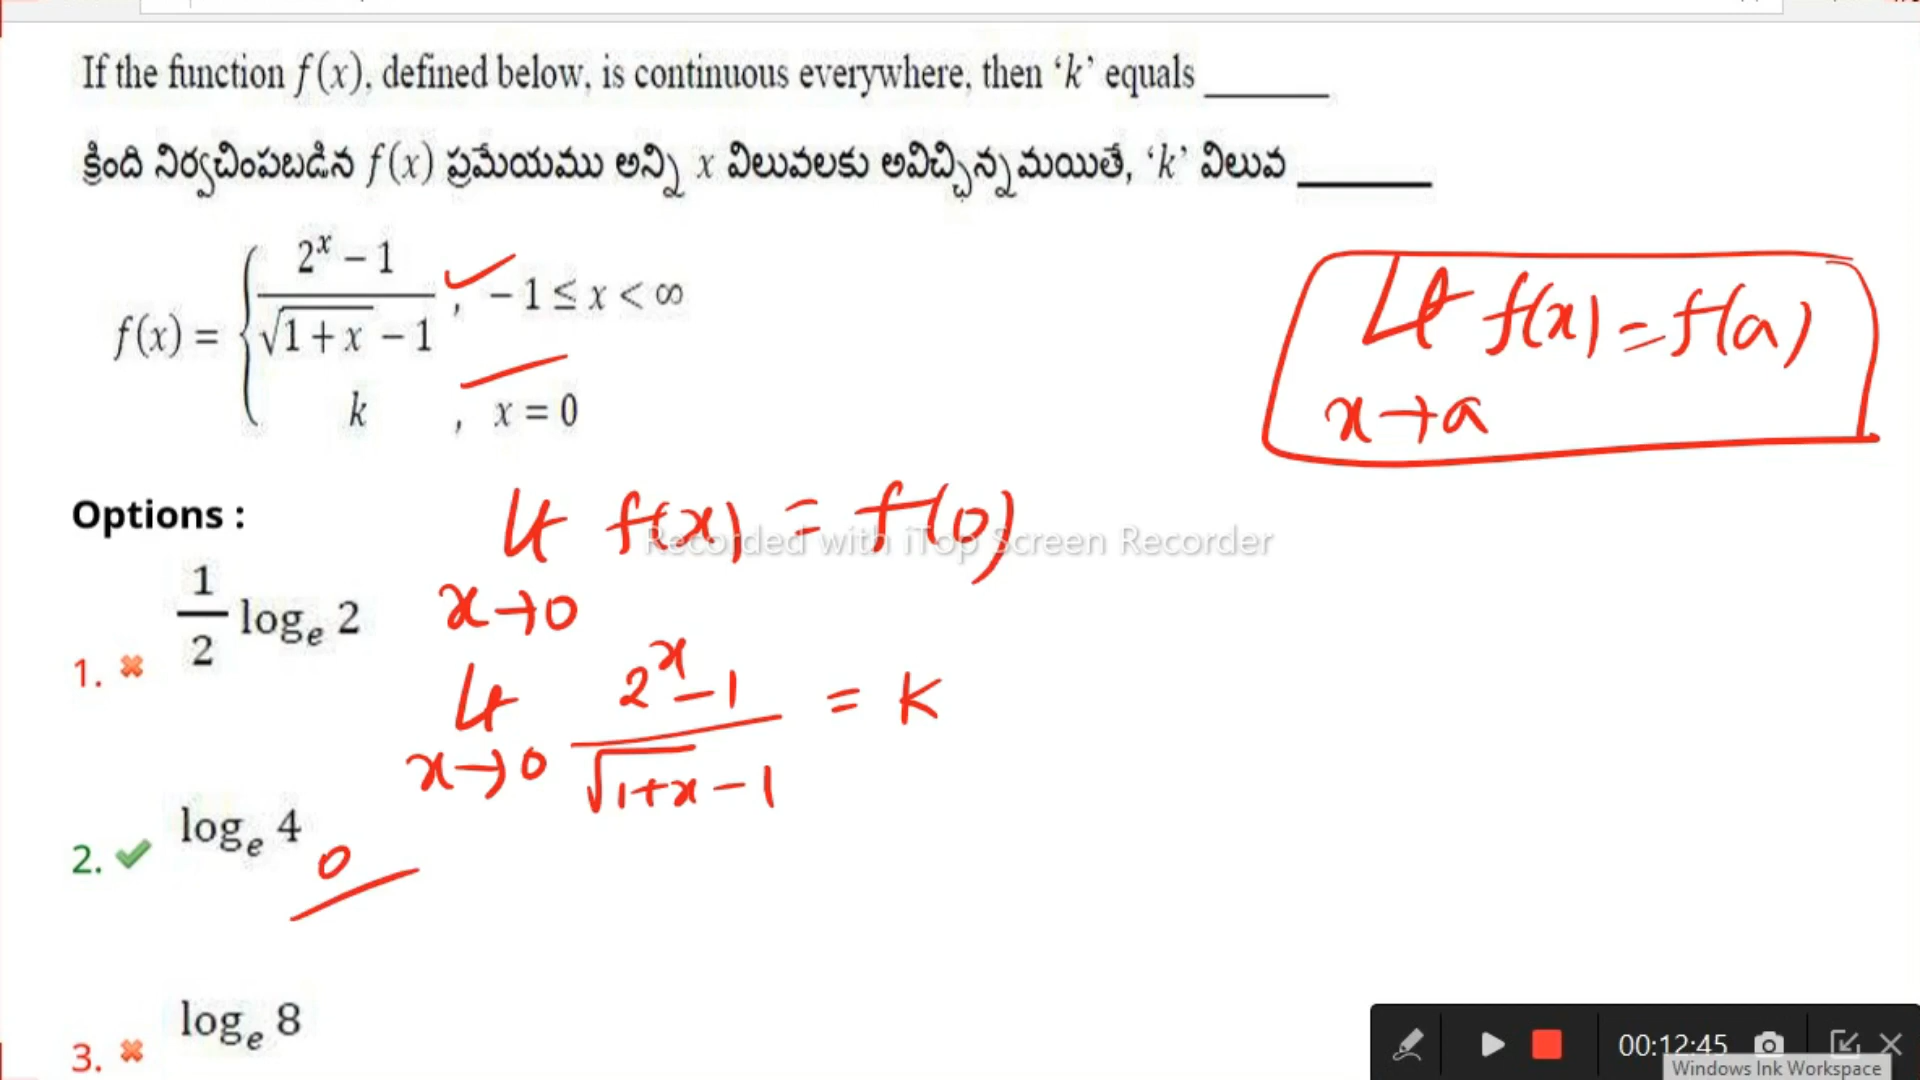 If the function f(x), defined below, is continuous everywhere, then ‘k’ equals ______
క్రింది నిర్వచింపబడిన f(x) ప్రమేయము అన్ని x విలువలకు అవిచ్ఛిన్నమయితే, ‘k’ విలువ ______
f(x) = { (2^x − 1)/(√(1+x) − 1) , −1 ≤ x < ∞
k , x = 0
Lt f(x) = f(a)
x→a
Options :
Lt f(x) = f(0)
x→0
Recorded with iTop Screen Recorder
1. 1/2 log_e 2
Lt (2^x − 1)/(√(1+x) − 1) = K
x→0
2. log_e 4
0
3. log_e 8
00:12:45
Windows Ink Workspace